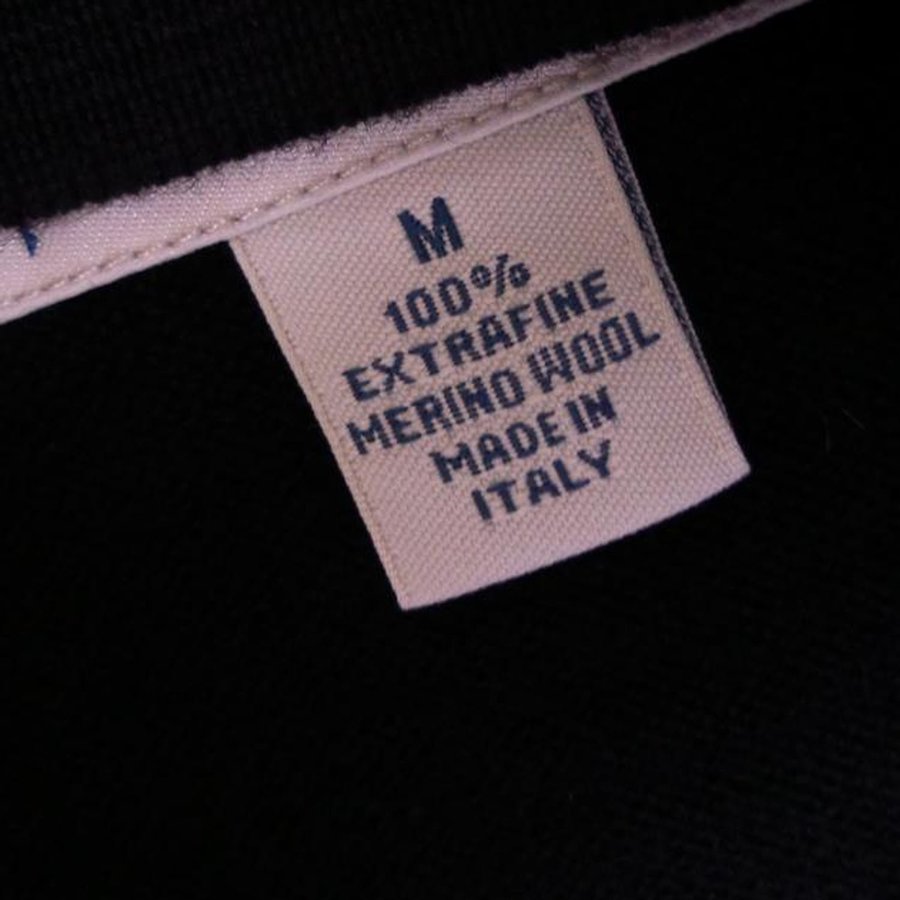 M
100%
EXTRAFINE
MERINO WOOL
MADE IN
ITALY